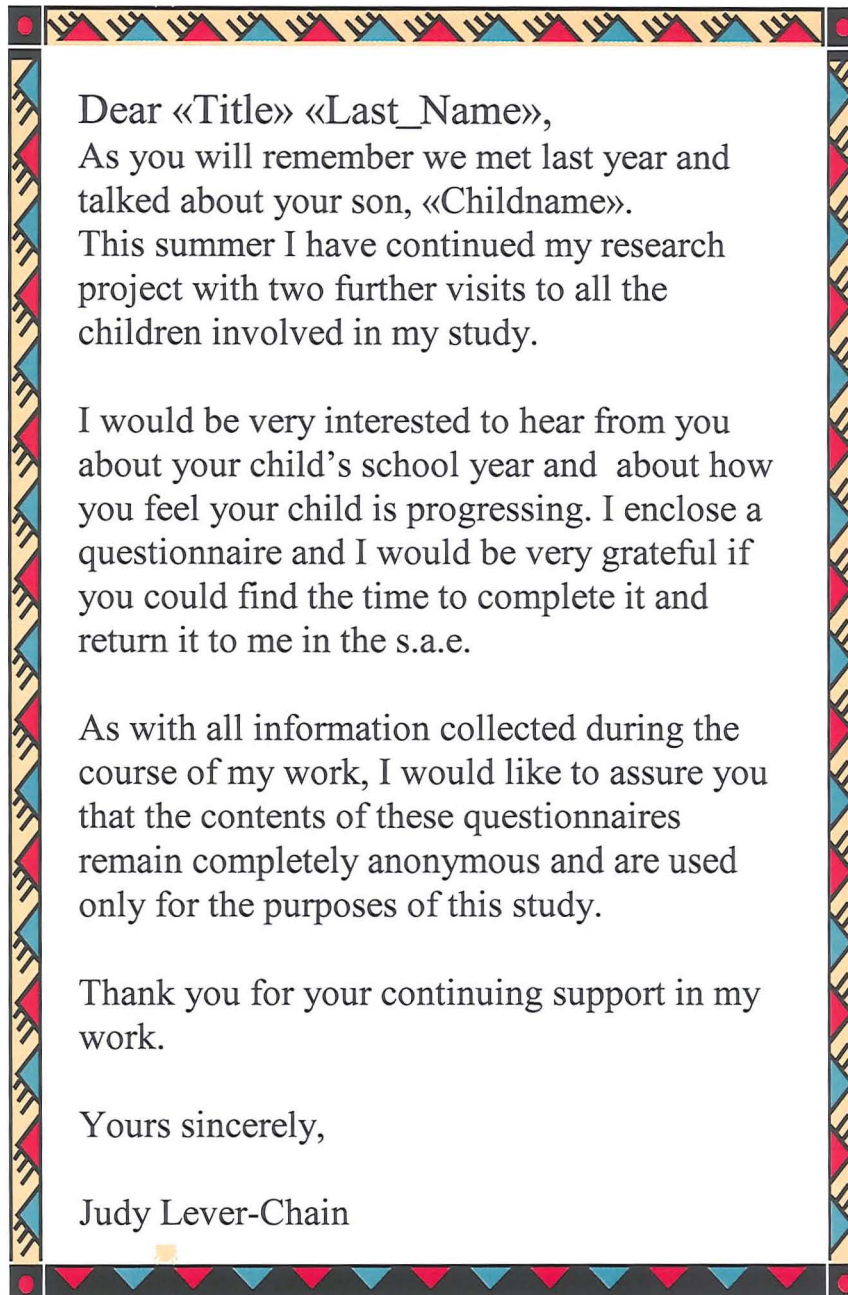 Dear «Title» «Last_Name»,
As you will remember we met last year and
talked about your son, «Childname».
This summer I have continued my research
project with two further visits to all the
children involved in my study.
I would be very interested to hear from you
about your child’s school year and  about how
you feel your child is progressing. I enclose a
questionnaire and I would be very grateful if
you could find the time to complete it and
return it to me in the s.a.e.
As with all information collected during the
course of my work, I would like to assure you
that the contents of these questionnaires
remain completely anonymous and are used
only for the purposes of this study.
Thank you for your continuing support in my
work.
Yours sincerely,
Judy Lever-Chain